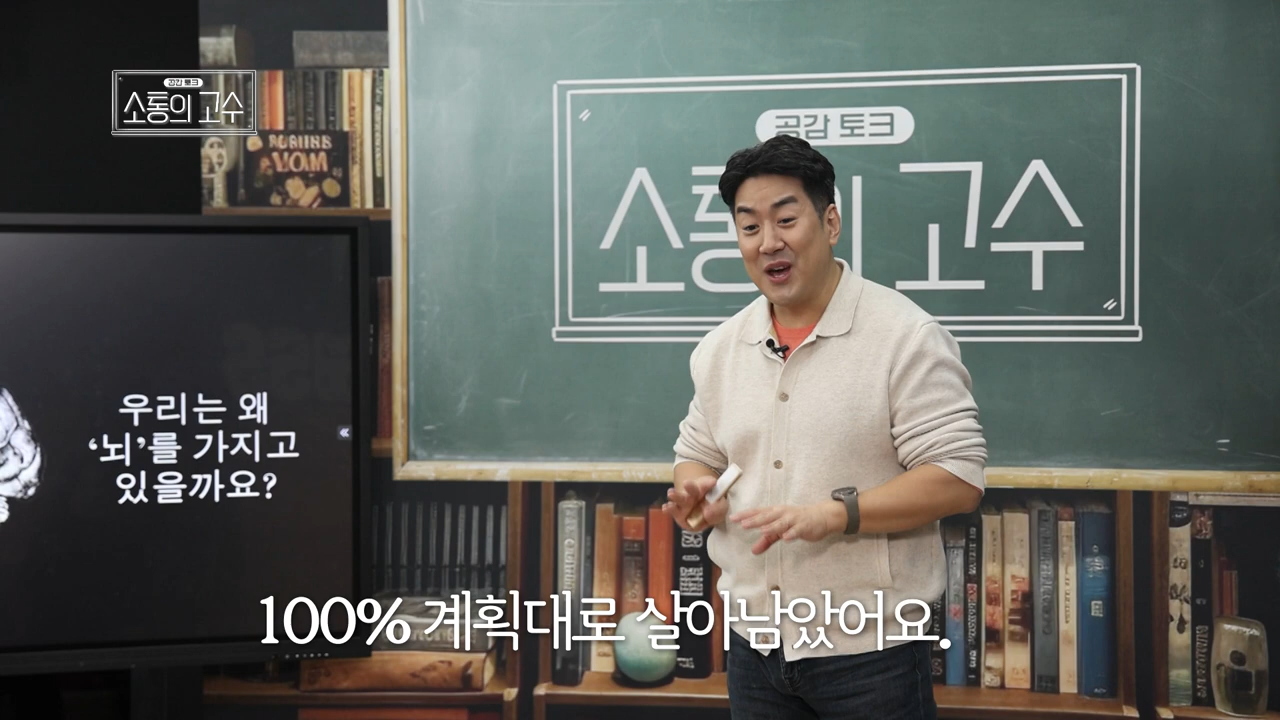 공감 토크
소통의 고수
공감 토크
소통의 고수
VOM
우리는 왜
‘뇌’를 가지고
있을까요?
100% 계획대로 살아남았어요.